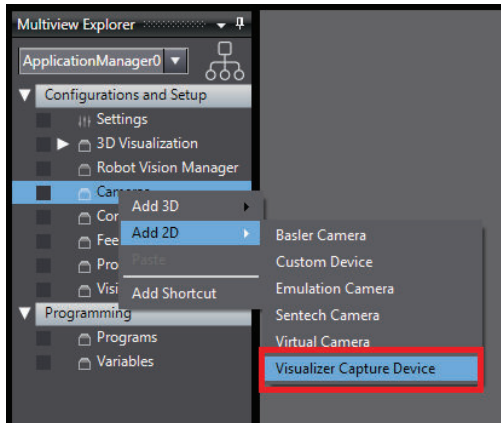 Multiview Explorer
ApplicationManager0
Configurations and Setup
Settings
3D Visualization
Robot Vision Manager
Add 3D
Add 2D
Paste
Add Shortcut
Basler Camera
Custom Device
Emulation Camera
Sentech Camera
Virtual Camera
Visualizer Capture Device
Programming
Programs
Variables